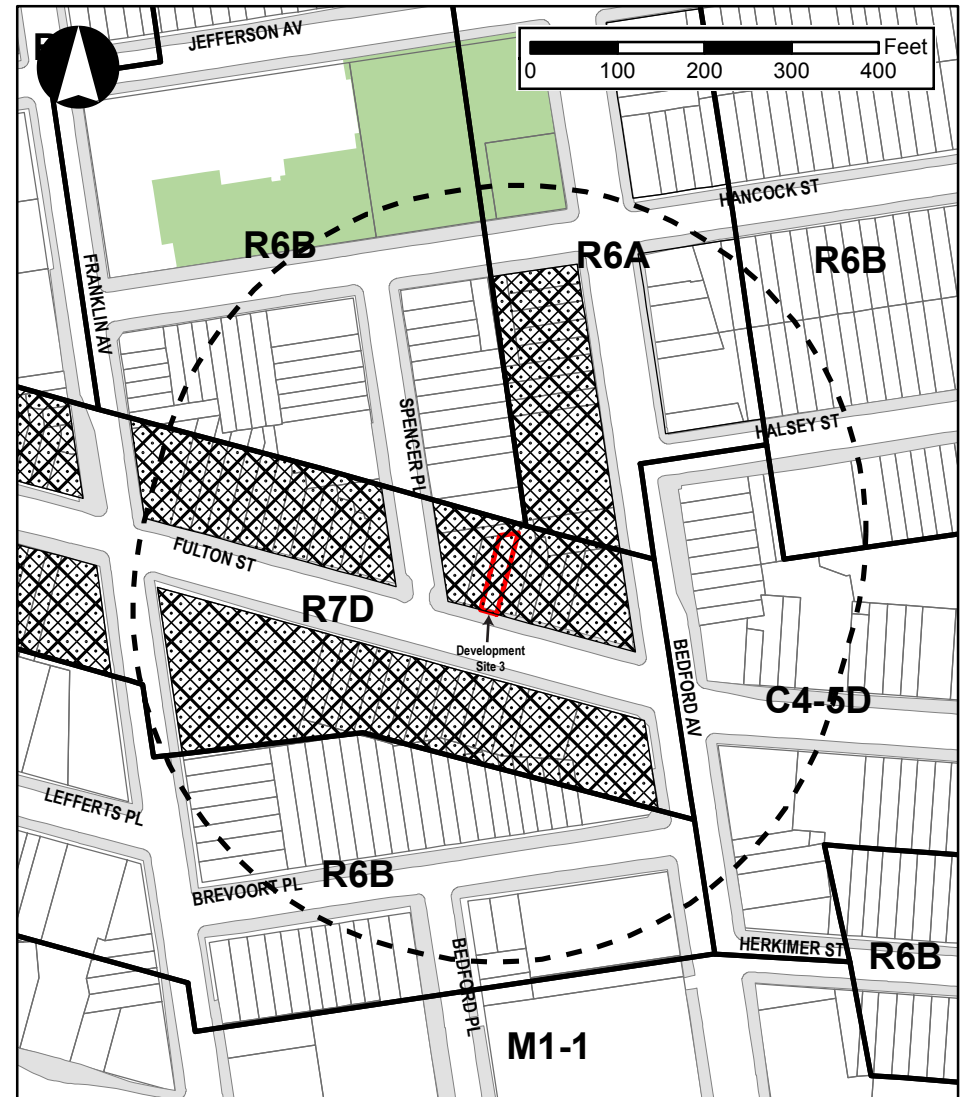 JEFFERSON AV
Feet
0 100 200 300 400
HANCOCK ST
R6B
R6A
R6B
FRANKLIN AV
SPENCER PL
HALSEY ST
FULTON ST
R7D
Development
Site 3
BEDFORD AV
C4-5D
LEFFERTS PL
BREVOORT PL
R6B
BEDFORD PL
HERKIMER ST
R6B
M1-1